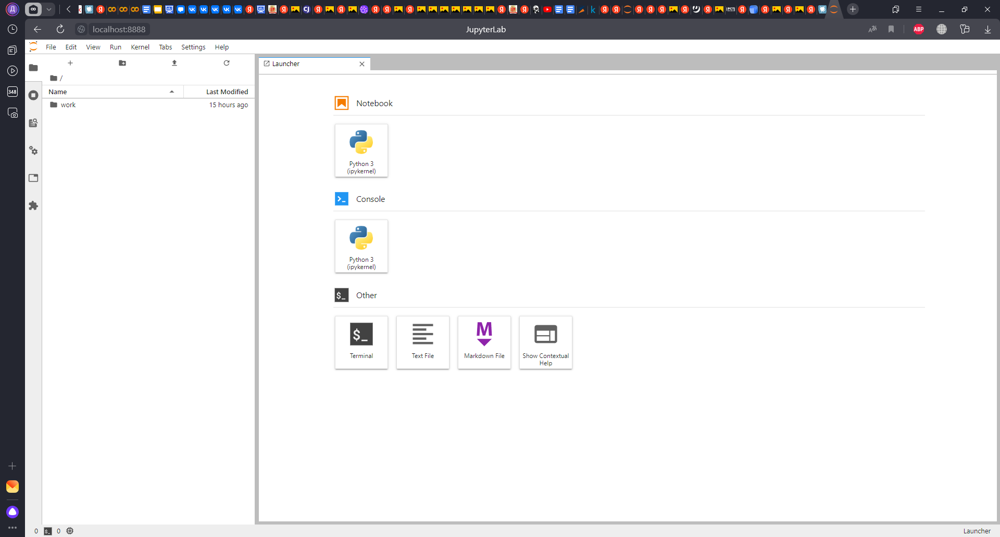 Д
localhost:8888
JupyterLab
ABP
File Edit View Run Kernel Tabs Settings Help
348
Launcher
/
Name Last Modified
work 15 hours ago
Notebook
Python 3
(ipykernel)
Console
Python 3
(ipykernel)
$_ Other
$_
M
Terminal
Text File
Markdown File
Show Contextual
Help
0 $_ 0
Launcher